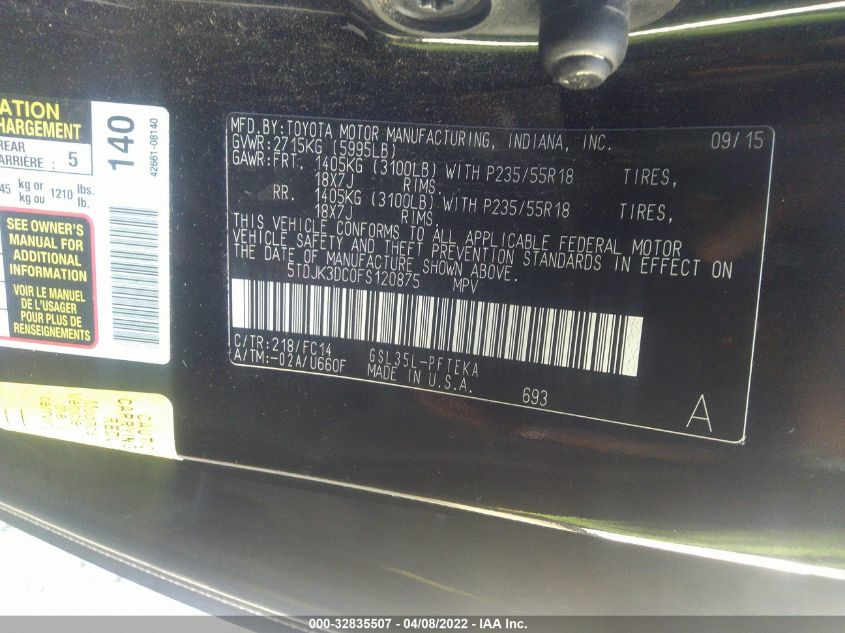 ATION
HARGEMENT
REAR
ARRIÈRE : 5
45 kg or 1210 lbs.
kg ou lb.
SEE OWNER'S
MANUAL FOR
ADDITIONAL
INFORMATION
VOIR LE MANUEL
DE L'USAGER
POUR PLUS DE
RENSEIGNEMENTS
140
42661-08140
MFD.BY:TOYOTA MOTOR MANUFACTURING, INDIANA, INC. 09/15
GVWR:2715KG (5995LB)
GAWR:FRT. 1405KG (3100LB) WITH P235/55R18 TIRES,
18X7J RIMS.
RR. 1405KG (3100LB) WITH P235/55R18 TIRES,
18X7J RIMS.
THIS VEHICLE CONFORMS TO ALL APPLICABLE FEDERAL MOTOR
VEHICLE SAFETY AND THEFT PREVENTION STANDARDS IN EFFECT ON
THE DATE OF MANUFACTURE SHOWN ABOVE.
5TDJK3DC0FS120875 MPV
C/TR:218/FC14 GSL35L-PFTEKA
A/TM:-02A/U660F MADE IN U.S.A.
693
A
CAUT
CARRYIN
RED
000-32835507 - 04/08/2022 - IAA Inc.